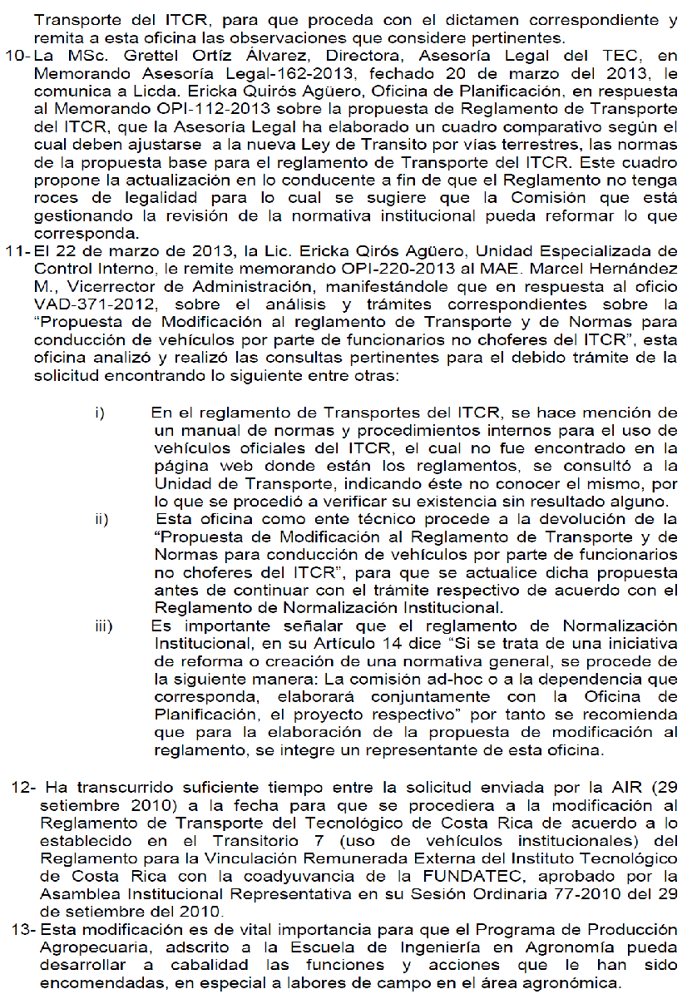 Transporte del ITCR, para que proceda con el dictamen correspondiente y
remita a esta oficina las observaciones que considere pertinentes.
10- La MSc. Grettel Ortíz Álvarez, Directora, Asesoría Legal del TEC, en
Memorando Asesoría Legal-162-2013, fechado 20 de marzo del 2013, le
comunica a Licda. Ericka Quirós Agüero, Oficina de Planificación, en respuesta
al Memorando OPI-112-2013 sobre la propuesta de Reglamento de Transporte
del ITCR, que la Asesoría Legal ha elaborado un cuadro comparativo según el
cual deben ajustarse a la nueva Ley de Transito por vías terrestres, las normas
de la propuesta base para el reglamento de Transporte del ITCR. Este cuadro
propone la actualización en lo conducente a fin de que el Reglamento no tenga
roces de legalidad para lo cual se sugiere que la Comisión que está
gestionando la revisión de la normativa institucional pueda reformar lo que
corresponda.
11- El 22 de marzo de 2013, la Lic. Ericka Qirós Agüero, Unidad Especializada de
Control Interno, le remite memorando OPI-220-2013 al MAE. Marcel Hernández
M., Vicerrector de Administración, manifestándole que en respuesta al oficio
VAD-371-2012, sobre el análisis y trámites correspondientes sobre la
“Propuesta de Modificación al reglamento de Transporte y de Normas para
conducción de vehículos por parte de funcionarios no choferes del ITCR”, esta
oficina analizó y realizó las consultas pertinentes para el debido trámite de la
solicitud encontrando lo siguiente entre otras:
i) En el reglamento de Transportes del ITCR, se hace mención de
un manual de normas y procedimientos internos para el uso de
vehículos oficiales del ITCR, el cual no fue encontrado en la
página web donde están los reglamentos, se consultó a la
Unidad de Transporte, indicando éste no conocer el mismo, por
lo que se procedió a verificar su existencia sin resultado alguno.
ii) Esta oficina como ente técnico procede a la devolución de la
“Propuesta de Modificación al Reglamento de Transporte y de
Normas para conducción de vehículos por parte de funcionarios
no choferes del ITCR”, para que se actualice dicha propuesta
antes de continuar con el trámite respectivo de acuerdo con el
Reglamento de Normalización Institucional.
iii) Es importante señalar que el reglamento de Normalización
Institucional, en su Artículo 14 dice “Si se trata de una iniciativa
de reforma o creación de una normativa general, se procede de
la siguiente manera: La comisión ad-hoc o a la dependencia que
corresponda, elaborará conjuntamente con la Oficina de
Planificación, el proyecto respectivo” por tanto se recomienda
que para la elaboración de la propuesta de modificación al
reglamento, se integre un representante de esta oficina.
12- Ha transcurrido suficiente tiempo entre la solicitud enviada por la AIR (29
setiembre 2010) a la fecha para que se procediera a la modificación al
Reglamento de Transporte del Tecnológico de Costa Rica de acuerdo a lo
establecido en el Transitorio 7 (uso de vehículos institucionales) del
Reglamento para la Vinculación Remunerada Externa del Instituto Tecnológico
de Costa Rica con la coadyuvancia de la FUNDATEC, aprobado por la
Asamblea Institucional Representativa en su Sesión Ordinaria 77-2010 del 29
de setiembre del 2010.
13- Esta modificación es de vital importancia para que el Programa de Producción
Agropecuaria, adscrito a la Escuela de Ingeniería en Agronomía pueda
desarrollar a cabalidad las funciones y acciones que le han sido
encomendadas, en especial a labores de campo en el área agronómica.